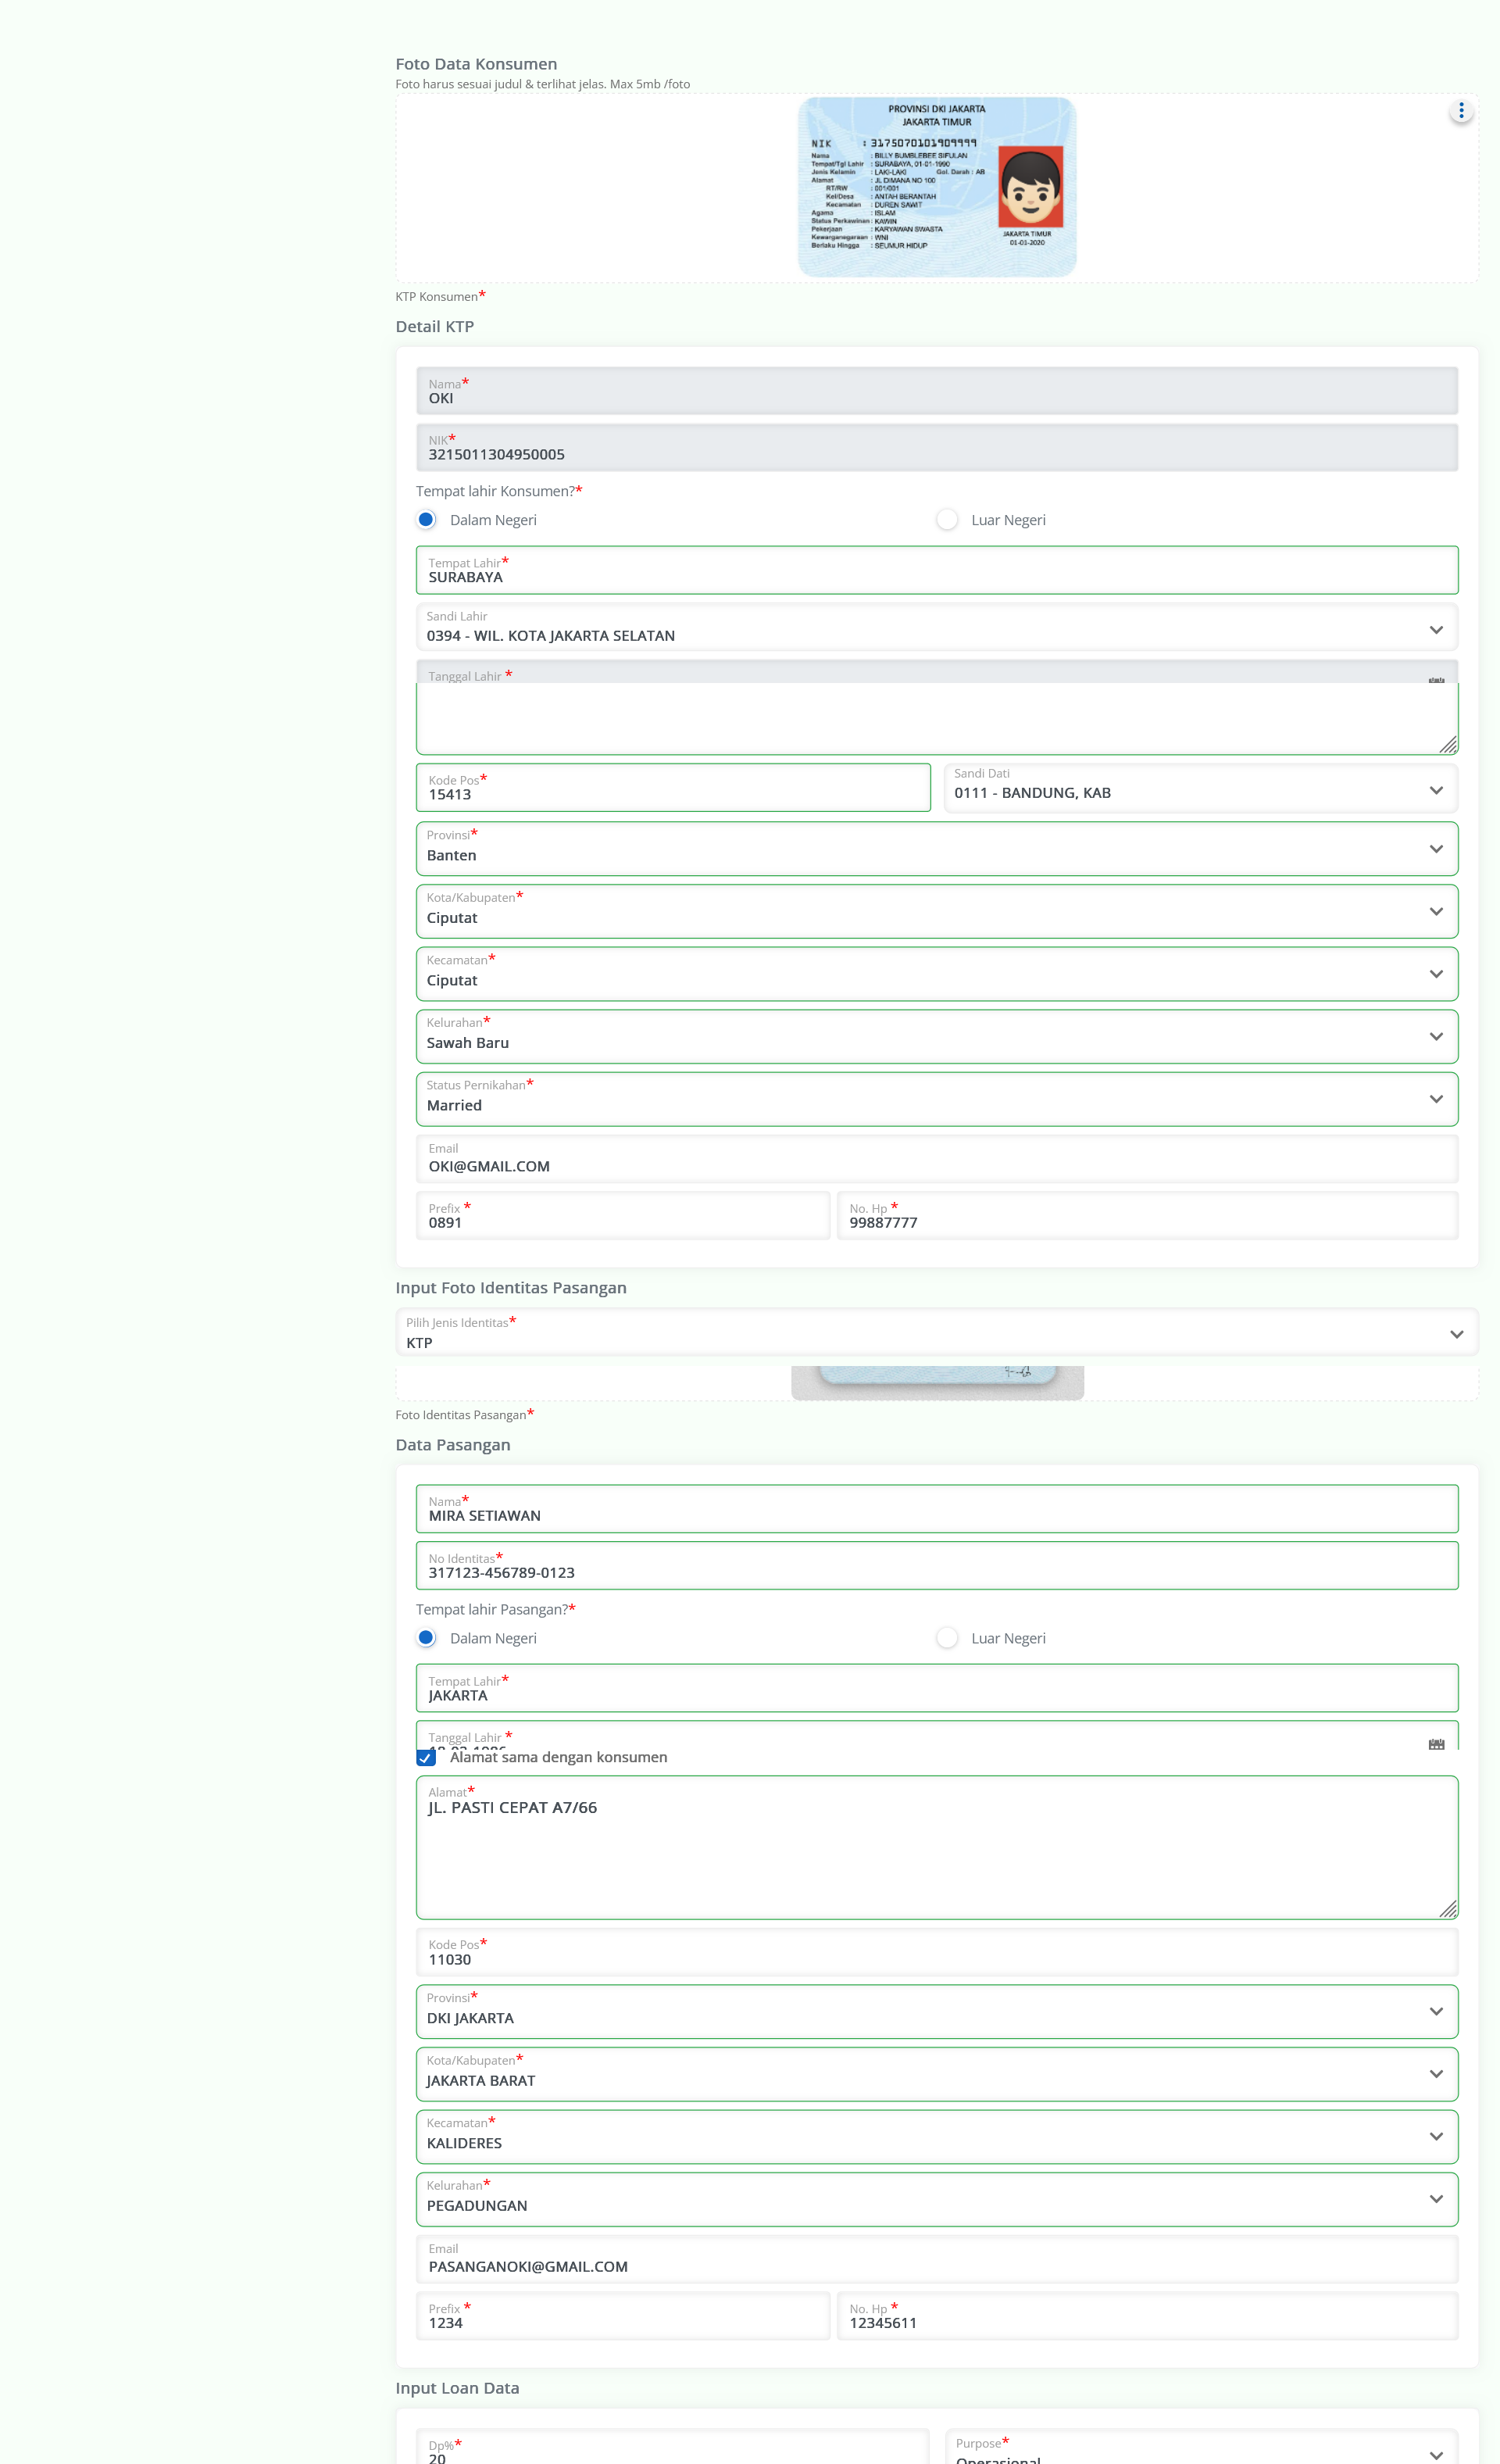 Foto Data Konsumen
Foto harus sesuai judul & terlihat jelas. Max 5mb /foto
PROVINSI DKI JAKARTA
JAKARTA TIMUR
NIK : 3175070101909999
Nama : BILLY BUMBLEBEE SIFULAN
Tempat/Tgl Lahir : SURABAYA, 01-01-1990
Jenis Kelamin : LAKI-LAKI Gol. Darah : AB
Alamat : JL DIMANA NO 100
RT/RW : 001/001
Kel/Desa : ANTAH BERANTAH
Kecamatan : DUREN SAWIT
Agama : ISLAM
Status Perkawinan : KAWIN
Pekerjaan : KARYAWAN SWASTA
Kewarganegaraan : WNI
Berlaku Hingga : SEUMUR HIDUP
JAKARTA TIMUR
01-01-2020
KTP Konsumen*
Detail KTP
Nama*
OKI
NIK*
3215011304950005
Tempat lahir Konsumen?*
Dalam Negeri Luar Negeri
Tempat Lahir*
SURABAYA
Sandi Lahir
0394 - WIL. KOTA JAKARTA SELATAN
Tanggal Lahir *
Kode Pos*
15413
Sandi Dati
0111 - BANDUNG, KAB
Provinsi*
Banten
Kota/Kabupaten*
Ciputat
Kecamatan*
Ciputat
Kelurahan*
Sawah Baru
Status Pernikahan*
Married
Email
OKI@GMAIL.COM
Prefix *
0891
No. Hp *
99887777
Input Foto Identitas Pasangan
Pilih Jenis Identitas*
KTP
Foto Identitas Pasangan*
Data Pasangan
Nama*
MIRA SETIAWAN
No Identitas*
317123-456789-0123
Tempat lahir Pasangan?*
Dalam Negeri Luar Negeri
Tempat Lahir*
JAKARTA
Tanggal Lahir *
Alamat sama dengan konsumen
Alamat*
JL. PASTI CEPAT A7/66
Kode Pos*
11030
Provinsi*
DKI JAKARTA
Kota/Kabupaten*
JAKARTA BARAT
Kecamatan*
KALIDERES
Kelurahan*
PEGADUNGAN
Email
PASANGANOKI@GMAIL.COM
Prefix *
1234
No. Hp *
12345611
Input Loan Data
Dp%*
20
Purpose*
Operasional